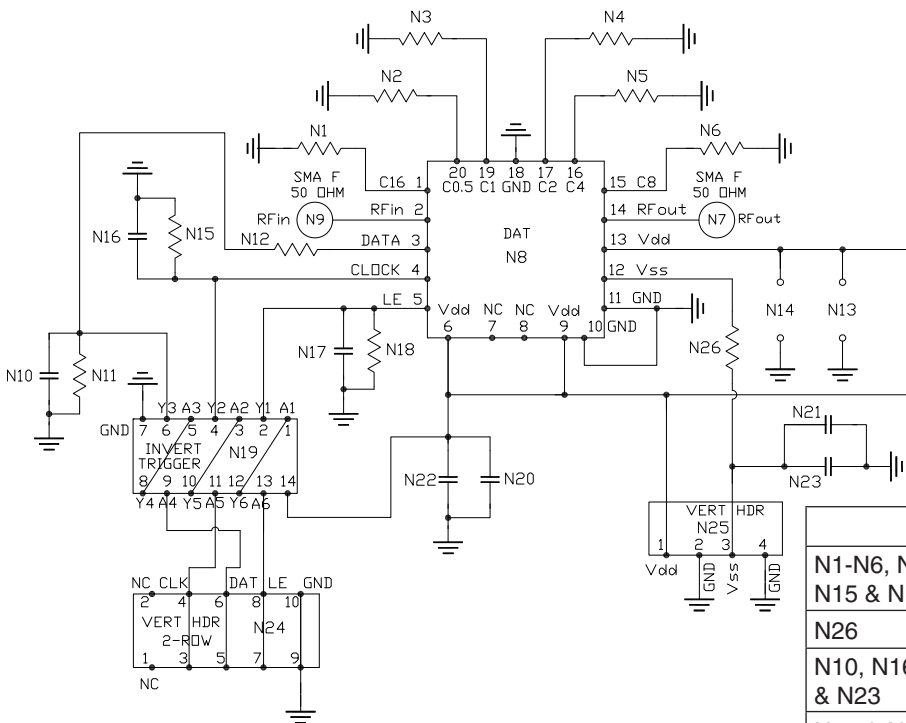 N3 N4
N2 N5
N1 N6
20 19 18 17 16
C0.5 C1 GND C2 C4
C16 1 15 C8
SMA F
50 OHM
SMA F
50 OHM
RFin N9 RFin 2 14 RFout N7 RFout
N16 N15 N12 DATA 3 DAT 13 Vdd
N8
CLOCK 4 12 Vss
LE 5 11 GND
Vdd NC NC Vdd
6 7 8 9 10 GND
N14 N13
N17 N18 N26
N10 N11
Y3 A3 Y2 A2 Y1 A1
GND 7 6 5 4 3 2 1
INVERT
TRIGGER
N19
8 9 10 11 12 13 14
Y4 A4 Y5 A5 Y6 A6
N22 N20
N21
N23
VERT HDR
N25
1 2 3 4
Vdd GND Vss GND
NC CLK DAT LE GND
2 4 6 8 10
VERT HDR
2-ROW
N24
1 3 5 7 9
NC
N1-N6, N
N15 & N
N26
N10, N16
& N23